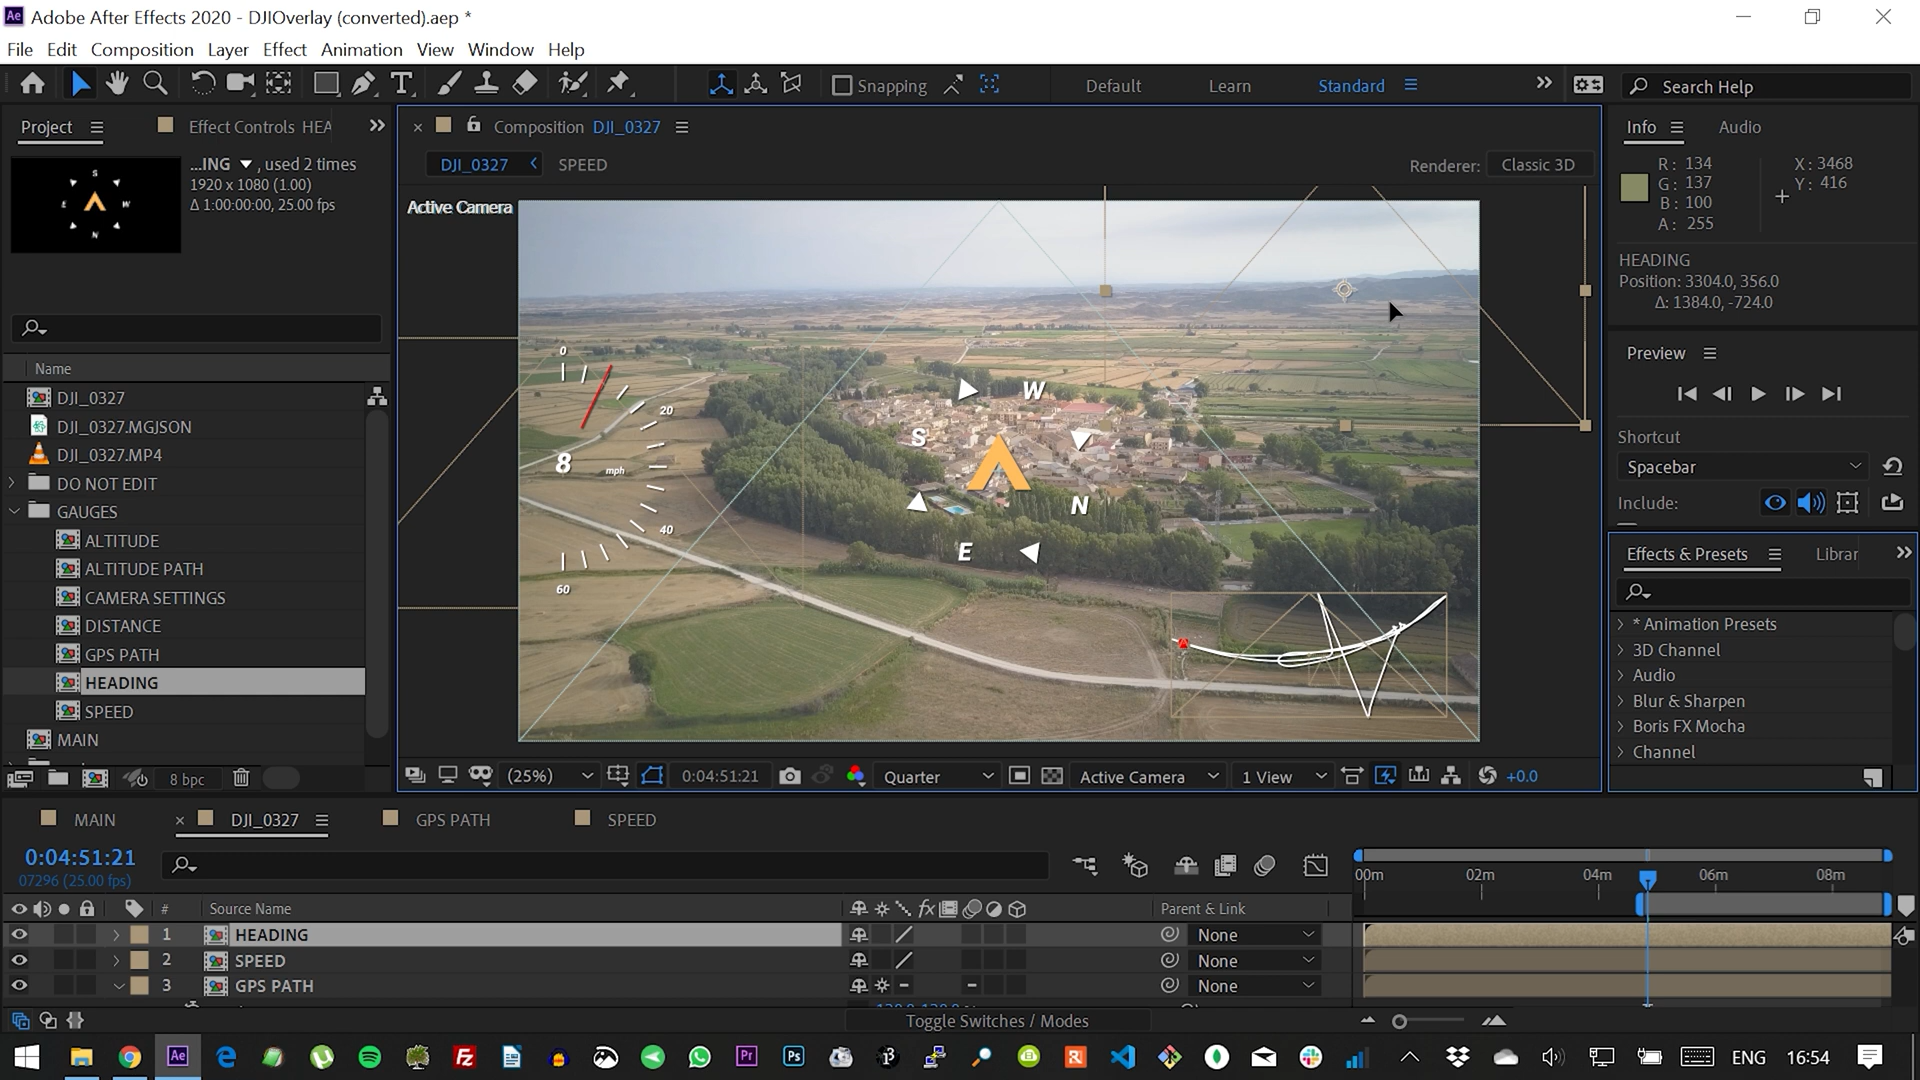 Ae Adobe After Effects 2020 - DJIOverlay (converted).aep *
File Edit Composition Layer Effect Animation View Window Help
Snapping Default Learn Standard Search Help
Project Effect Controls HEA
...ING , used 2 times
1920 x 1080 (1.00)
Δ 1:00:00:00, 25.00 fps
S
E W
N
Name
DJI_0327
DJI_0327.MGJSON
DJI_0327.MP4
DO NOT EDIT
GAUGES
ALTITUDE
ALTITUDE PATH
CAMERA SETTINGS
DISTANCE
GPS PATH
HEADING
SPEED
MAIN
8 bpc
Composition DJI_0327
DJI_0327 SPEED
Renderer: Classic 3D
Active Camera
0
20
8 mph
40
60
W
S
N
E
(25%) 0:04:51:21 Quarter Active Camera 1 View +0.0
Info Audio
R: 134
G: 137
B: 100
A: 255
X: 3468
Y: 416
HEADING
Position: 3304.0, 356.0
Δ: 1384.0, -724.0
Preview
Shortcut
Spacebar
Include:
Effects & Presets Librar
* Animation Presets
3D Channel
Audio
Blur & Sharpen
Boris FX Mocha
Channel
MAIN DJI_0327 GPS PATH SPEED
0:04:51:21
07296 (25.00 fps)
00m 02m 04m 06m 08m
# Source Name fx Parent & Link
1 HEADING None
2 SPEED None
3 GPS PATH None
Toggle Switches / Modes
Ae Fz Pr Ps ENG 16:54